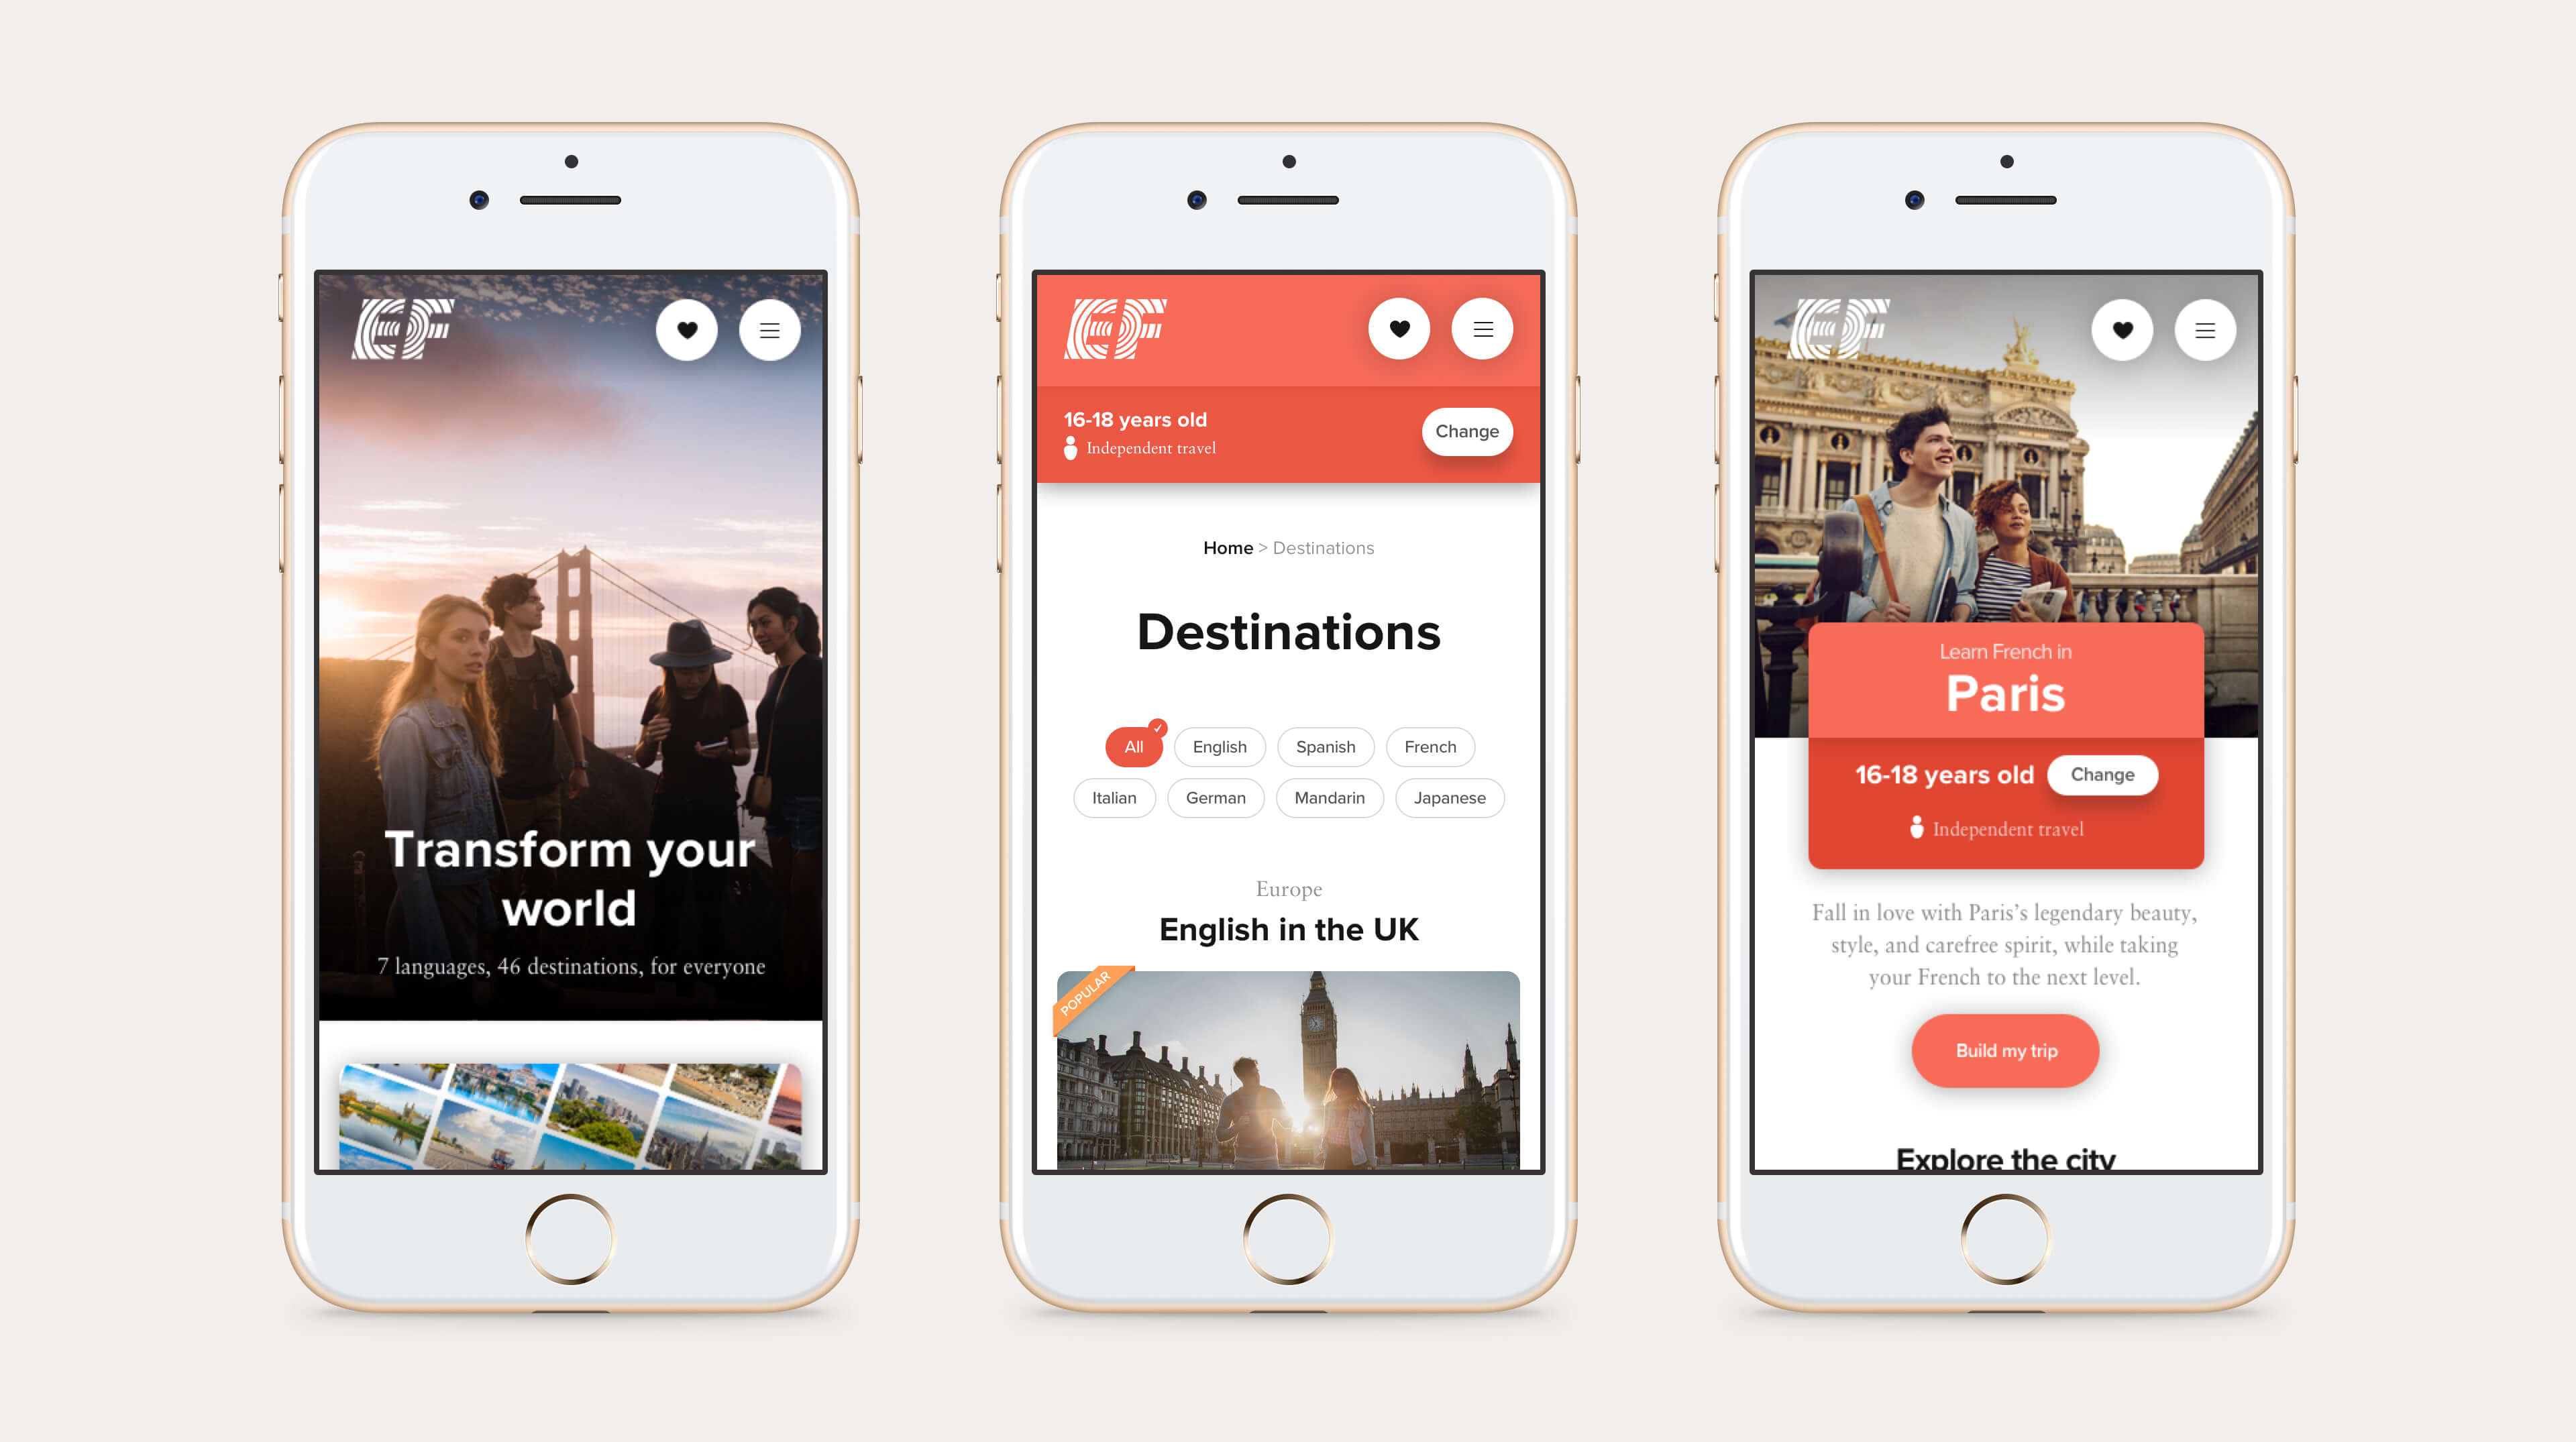 EF
Transform your
world
7 languages, 46 destinations, for everyone
EF
16-18 years old
Change
Independent travel
Home > Destinations
Destinations
All
English
Spanish
French
Italian
German
Mandarin
Japanese
Europe
English in the UK
POPULAR
EF
Learn French in
Paris
16-18 years old
Change
Independent travel
Fall in love with Paris’s legendary beauty,
style, and carefree spirit, while taking
your French to the next level.
Build my trip
Explore the city